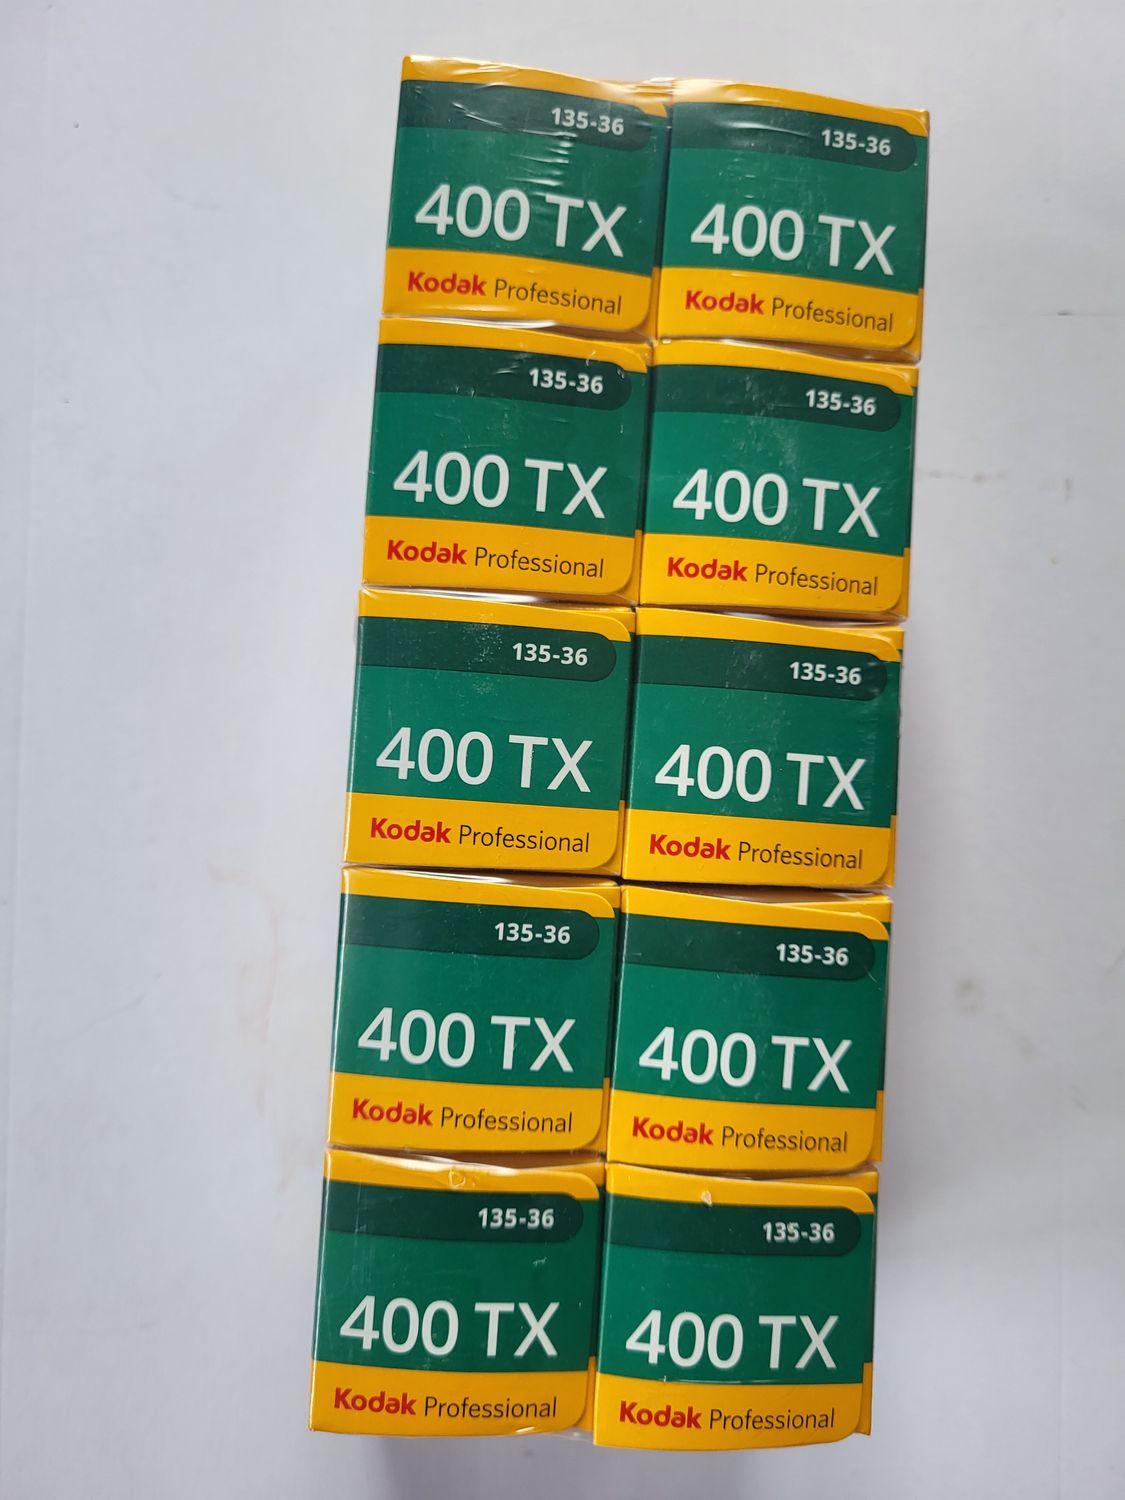 135-36
400 TX
Kodak Professional
135-36
400 TX
Kodak Professional
135-36
400 TX
Kodak Professional
135-36
400 TX
Kodak Professional
135-36
400 TX
Kodak Professional
135-36
400 TX
Kodak Professional
135-36
400 TX
Kodak Professional
135-36
400 TX
Kodak Professional
135-36
400 TX
Kodak Professional
135-36
400 TX
Kodak Professional